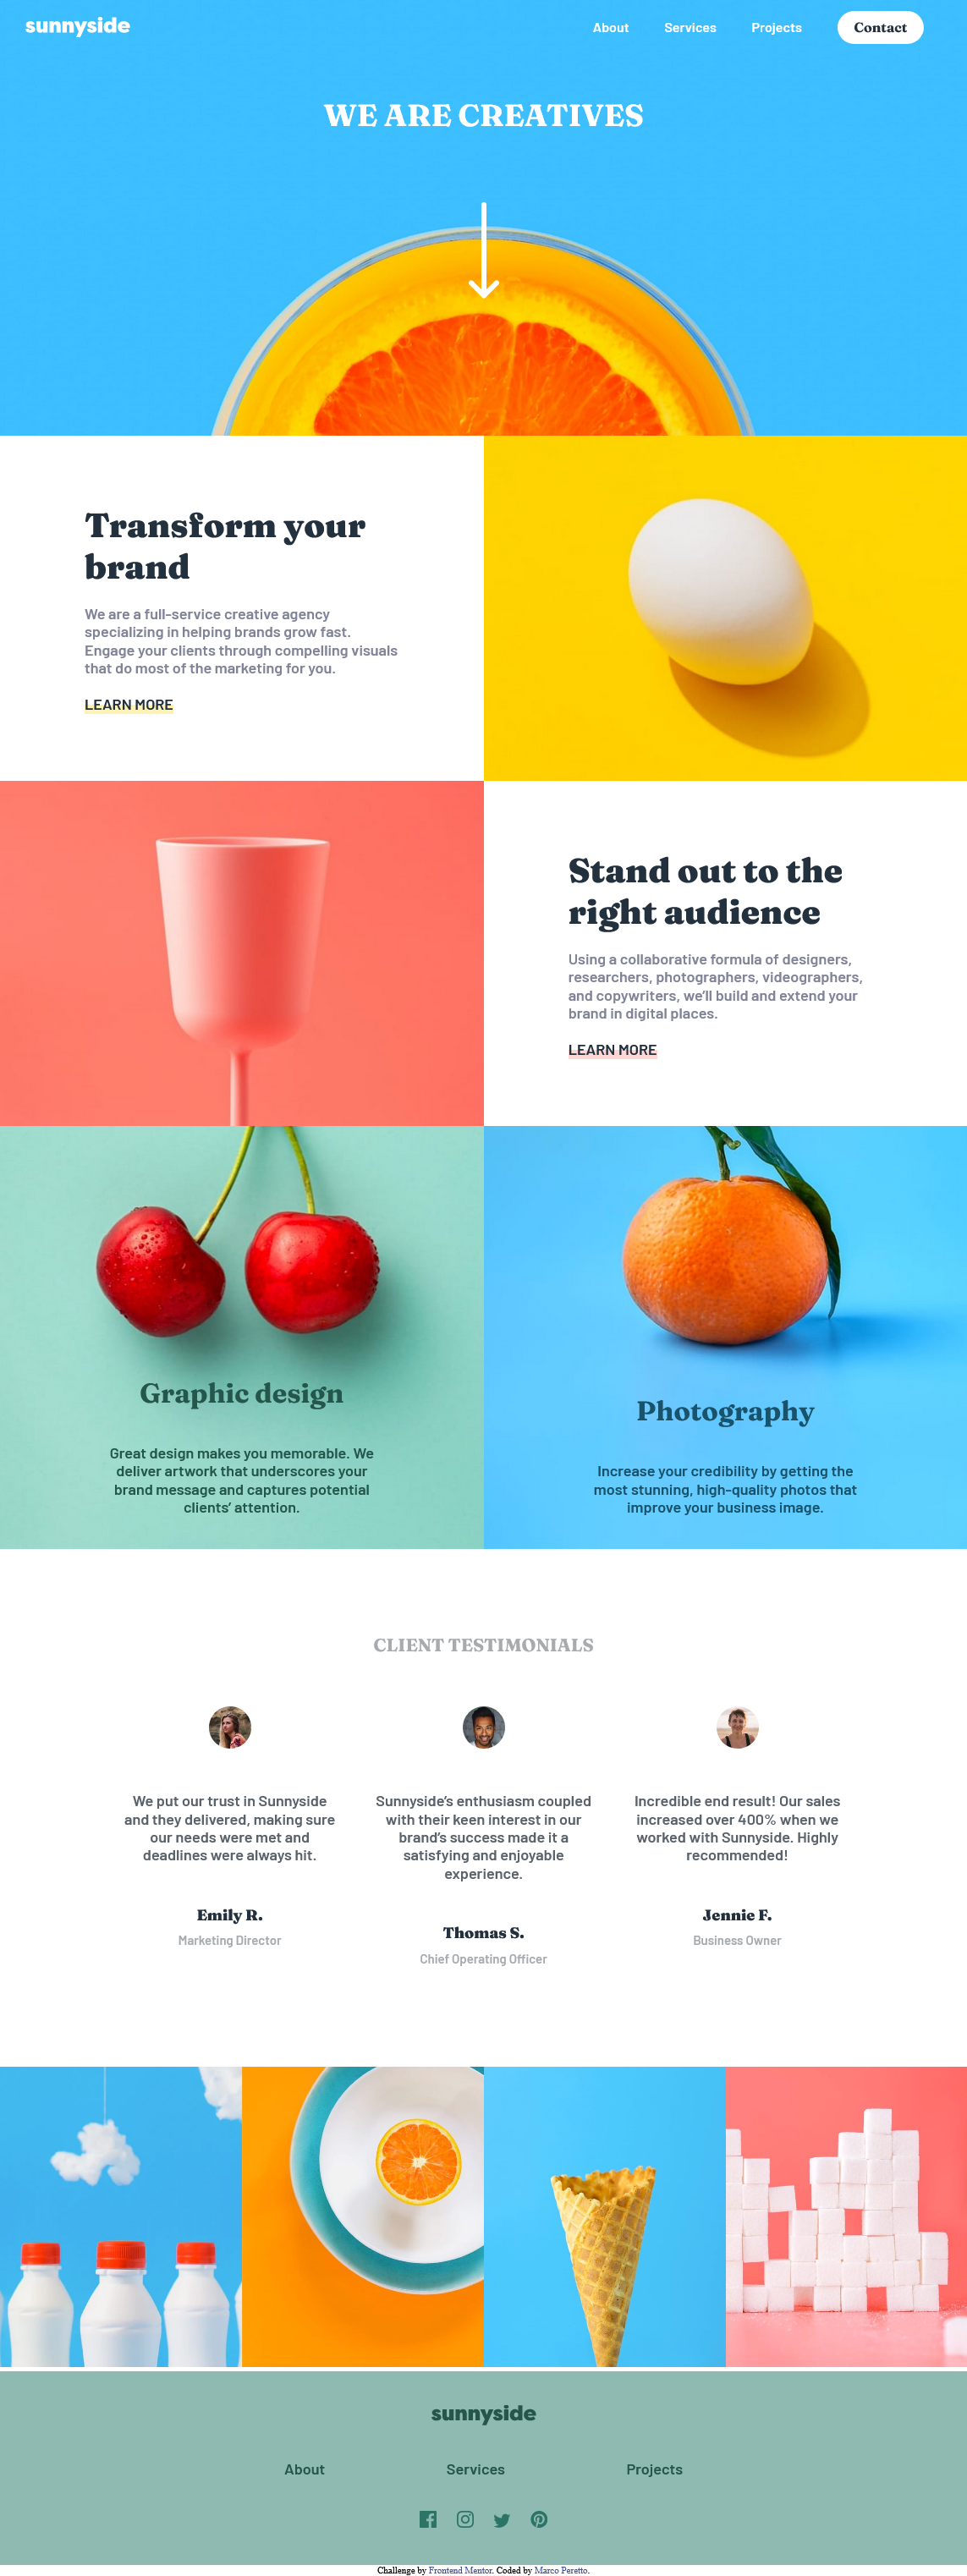 sunnyside
About Services Projects Contact
WE ARE CREATIVES
Transform your
brand
We are a full-service creative agency
specializing in helping brands grow fast.
Engage your clients through compelling visuals
that do most of the marketing for you.
LEARN MORE
Stand out to the
right audience
Using a collaborative formula of designers,
researchers, photographers, videographers,
and copywriters, we’ll build and extend your
brand in digital places.
LEARN MORE
Graphic design
Great design makes you memorable. We
deliver artwork that underscores your
brand message and captures potential
clients’ attention.
Photography
Increase your credibility by getting the
most stunning, high-quality photos that
improve your business image.
CLIENT TESTIMONIALS
We put our trust in Sunnyside
and they delivered, making sure
our needs were met and
deadlines were always hit.
Emily R.
Marketing Director
Sunnyside’s enthusiasm coupled
with their keen interest in our
brand’s success made it a
satisfying and enjoyable
experience.
Thomas S.
Chief Operating Officer
Incredible end result! Our sales
increased over 400% when we
worked with Sunnyside. Highly
recommended!
Jennie F.
Business Owner
sunnyside
About Services Projects
Challenge by Frontend Mentor. Coded by Marco Peretto.